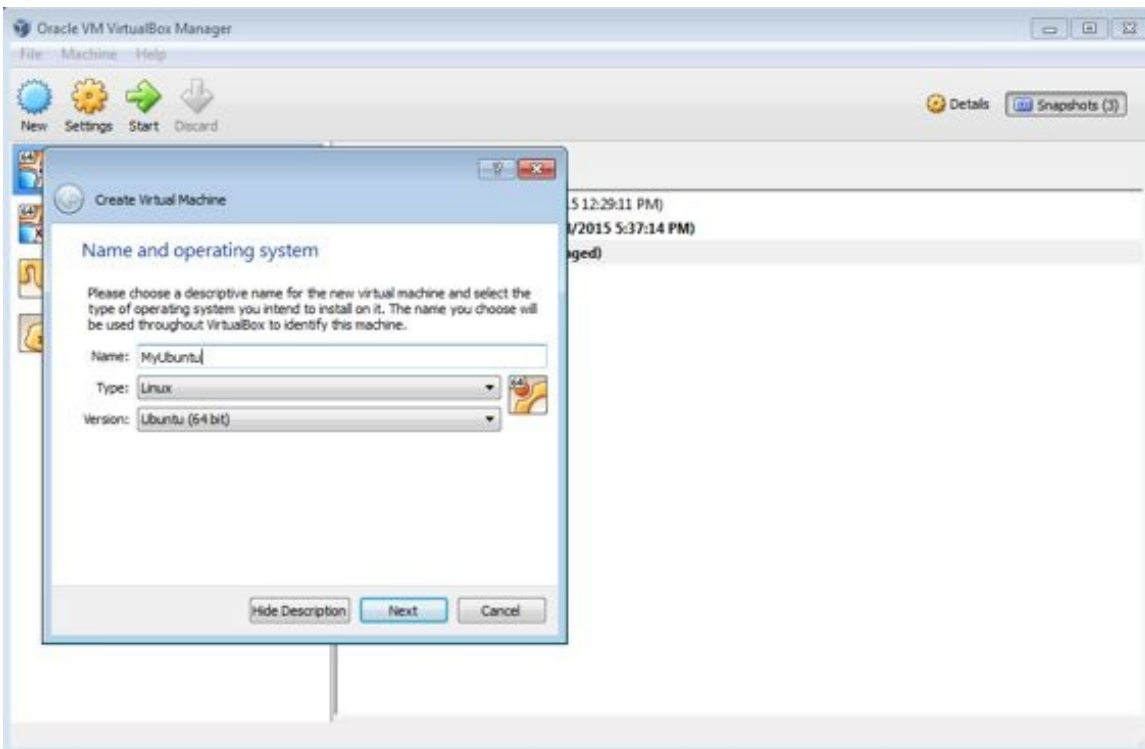 Oracle VM VirtualBox Manager
File Machine Help
New Settings Start Discard
Details Snapshots (3)
Create Virtual Machine
5 12:29:11 PM)
/2015 5:37:14 PM)
aged)
Name and operating system
Please choose a descriptive name for the new virtual machine and select the
type of operating system you intend to install on it. The name you choose will
be used throughout VirtualBox to identify this machine.
Name: MyUbuntu
Type: Linux
Version: Ubuntu (64 bit)
Hide Description Next Cancel